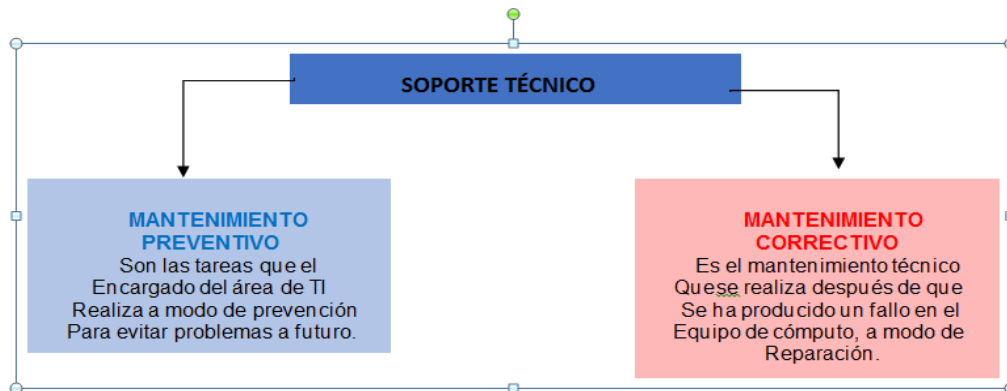 SOPORTE TÉCNICO
MANTENIMIENTO
PREVENTIVO
Son las tareas que el
Encargado del área de TI
Realiza a modo de prevención
Para evitar problemas a futuro.
MANTENIMIENTO
CORRECTIVO
Es el mantenimiento técnico
Quese realiza después de que
Se ha producido un fallo en el
Equipo de cómputo, a modo de
Reparación.